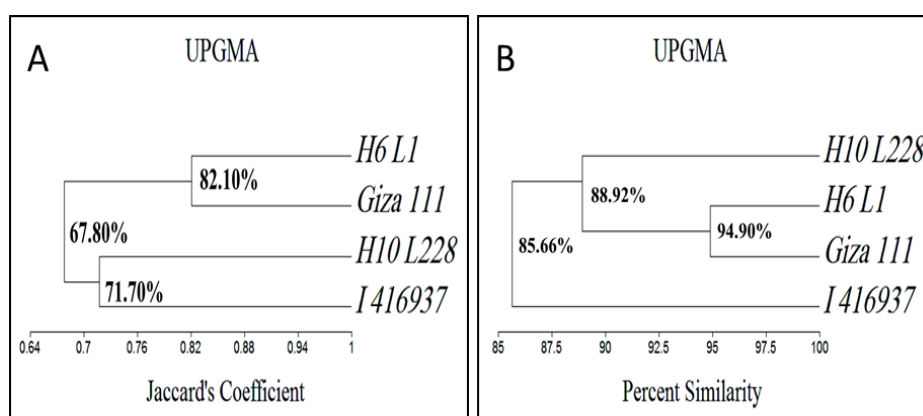 A
UPGMA
H6 L1
82.10%
Giza 111
67.80%
H10 L228
71.70%
I 416937
0.64 0.7 0.76 0.82 0.88 0.94 1
Jaccard's Coefficient
B
UPGMA
H10 L228
88.92%
H6 L1
94.90%
85.66%
Giza 111
I 416937
85 87.5 90 92.5 95 97.5 100
Percent Similarity